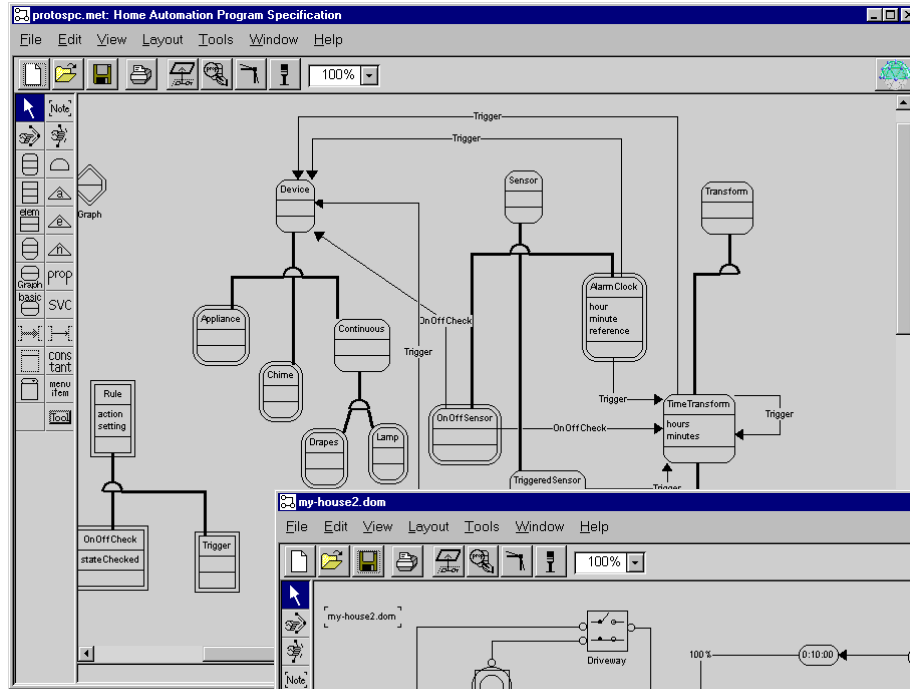 protospc.met: Home Automation Program Specification
File Edit View Layout Tools Window Help
100%
[Note]
a
elem
e
n
Graph
prop
basic
SVC
cons
tant
menu
item
Tool
Graph
Trigger
Trigger
Device
Sensor
Transform
AlarmClock
hour
minute
reference
Appliance
Continuous
OnOffCheck
Trigger
Chime
Rule
action
setting
Trigger
TimeTransform
hours
minutes
Trigger
OnOffSensor
OnOffCheck
Drapes
Lamp
TriggeredSensor
Trigger
OnOffCheck
stateChecked
Trigger
my-house2.dom
File Edit View Layout Tools Window Help
100%
my-house2.dom
Driveway
100 %
0:10:00
Note